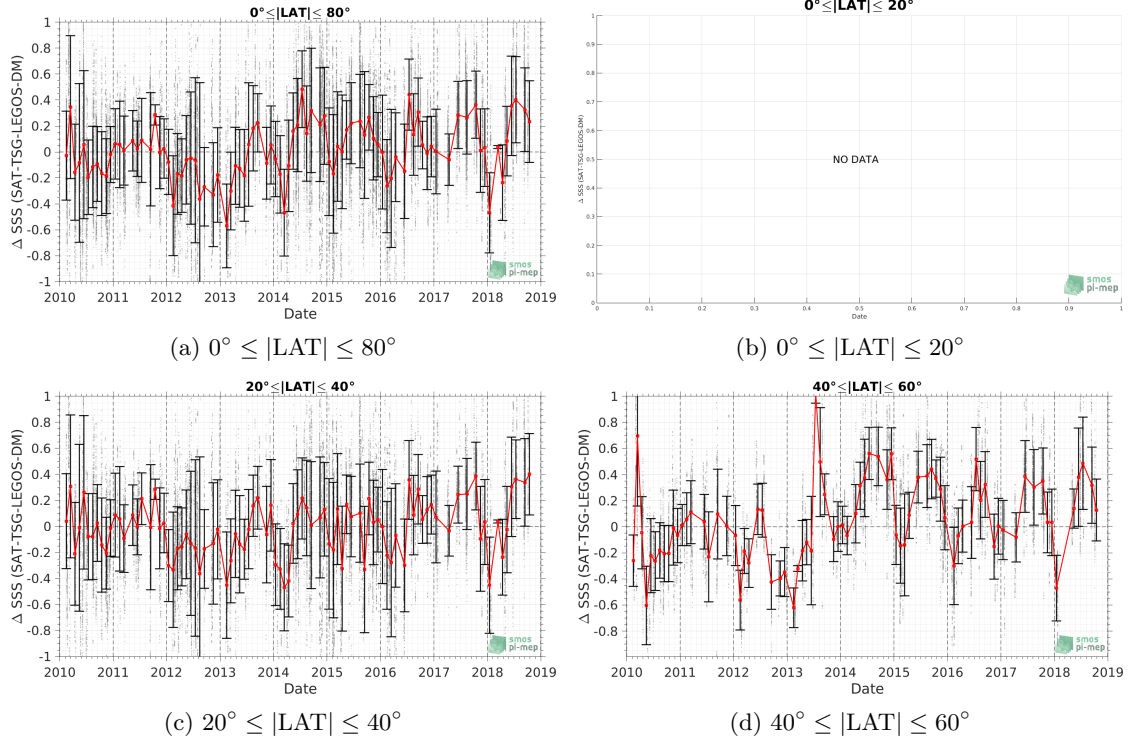 0°≤|LAT|≤ 80°
Δ SSS (SAT-TSG-LEGOS-DM)
1
0.8
0.6
0.4
0.2
0
-0.2
-0.4
-0.6
-0.8
-1
2010 2011 2012 2013 2014 2015 2016 2017 2018 2019
Date
smos
pi-mep
(a) 0° ≤ |LAT| ≤ 80°
0°≤|LAT|≤ 20°
Δ SSS (SAT-TSG-LEGOS-DM)
1
0.9
0.8
0.7
0.6
0.5
0.4
0.3
0.2
0.1
0
NO DATA
0 0.1 0.2 0.3 0.4 0.5 0.6 0.7 0.8 0.9 1
Date
smos
pi-mep
(b) 0° ≤ |LAT| ≤ 20°
20°≤|LAT|≤ 40°
Δ SSS (SAT-TSG-LEGOS-DM)
1
0.8
0.6
0.4
0.2
0
-0.2
-0.4
-0.6
-0.8
-1
2010 2011 2012 2013 2014 2015 2016 2017 2018 2019
Date
smos
pi-mep
(c) 20° ≤ |LAT| ≤ 40°
40°≤|LAT|≤ 60°
Δ SSS (SAT-TSG-LEGOS-DM)
1
0.8
0.6
0.4
0.2
0
-0.2
-0.4
-0.6
-0.8
2010 2011 2012 2013 2014 2015 2016 2017 2018 2019
Date
smos
pi-mep
(d) 40° ≤ |LAT| ≤ 60°